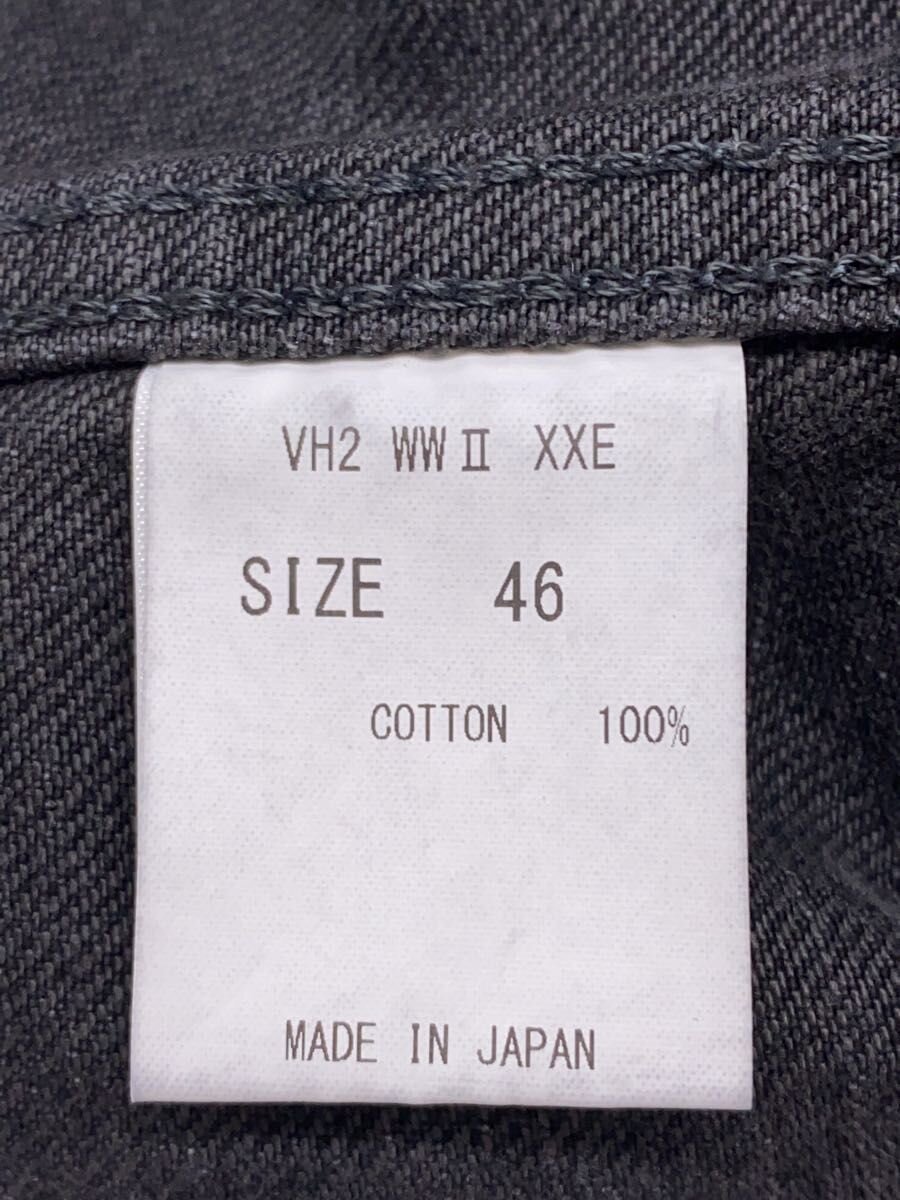 VH2 WWⅡ XXE
SIZE 46
COTTON 100%
MADE IN JAPAN